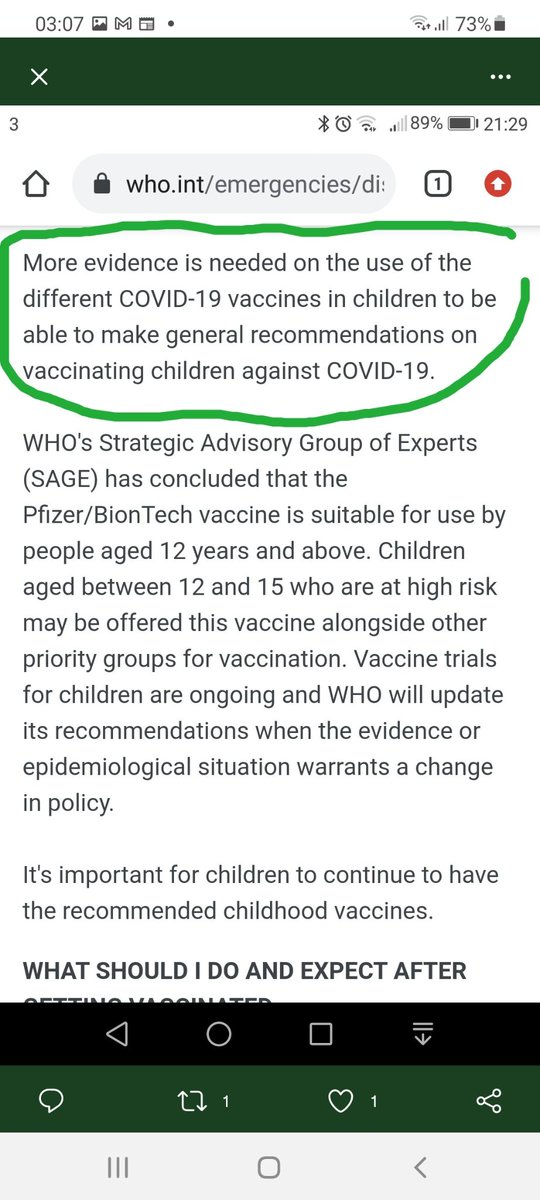 03:07 73%
3 89% 21:29
who.int/emergencies/di 1
More evidence is needed on the use of the
different COVID-19 vaccines in children to be
able to make general recommendations on
vaccinating children against COVID-19.
WHO's Strategic Advisory Group of Experts
(SAGE) has concluded that the
Pfizer/BionTech vaccine is suitable for use by
people aged 12 years and above. Children
aged between 12 and 15 who are at high risk
may be offered this vaccine alongside other
priority groups for vaccination. Vaccine trials
for children are ongoing and WHO will update
its recommendations when the evidence or
epidemiological situation warrants a change
in policy.
It's important for children to continue to have
the recommended childhood vaccines.
WHAT SHOULD I DO AND EXPECT AFTER
GETTING VACCINATED
1 1